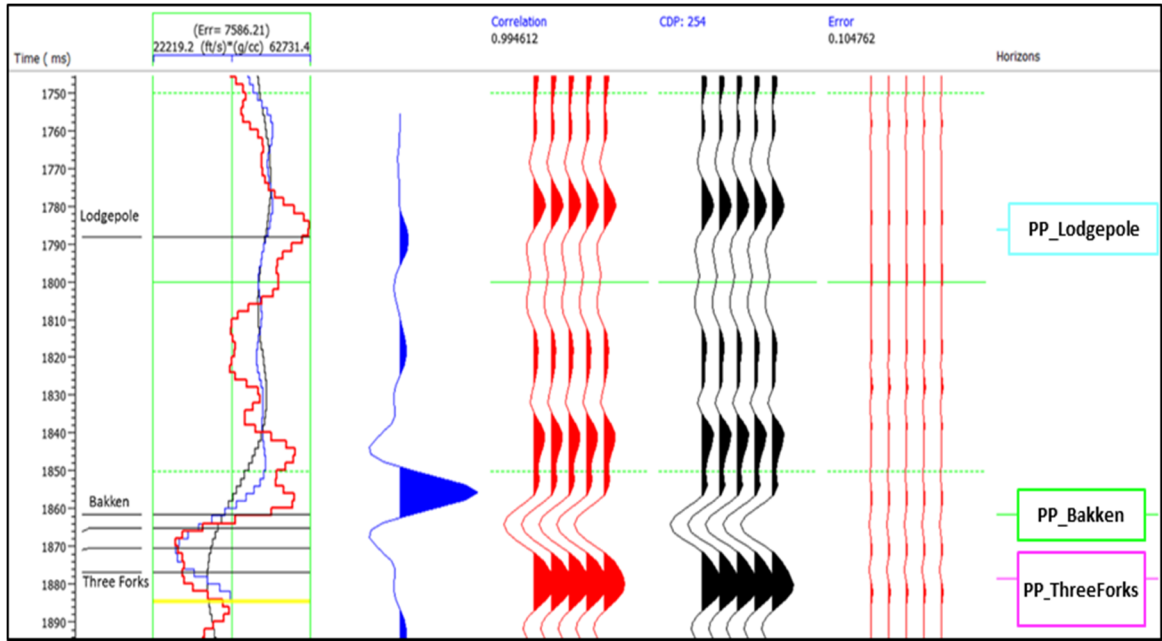 Correlation
CDP: 254
Error
(Err= 7586.21)
0.994612
0.104762
22219.2 (ft/s)*(g/cc) 62731.4
Time ( ms)
Horizons
1750
1760
1770
1780
Lodgepole
1790
PP_Lodgepole
1800
1810
1820
1830
1840
1850
Bakken
1860
PP_Bakken
1870
Three Forks
1880
PP_ThreeForks
1890